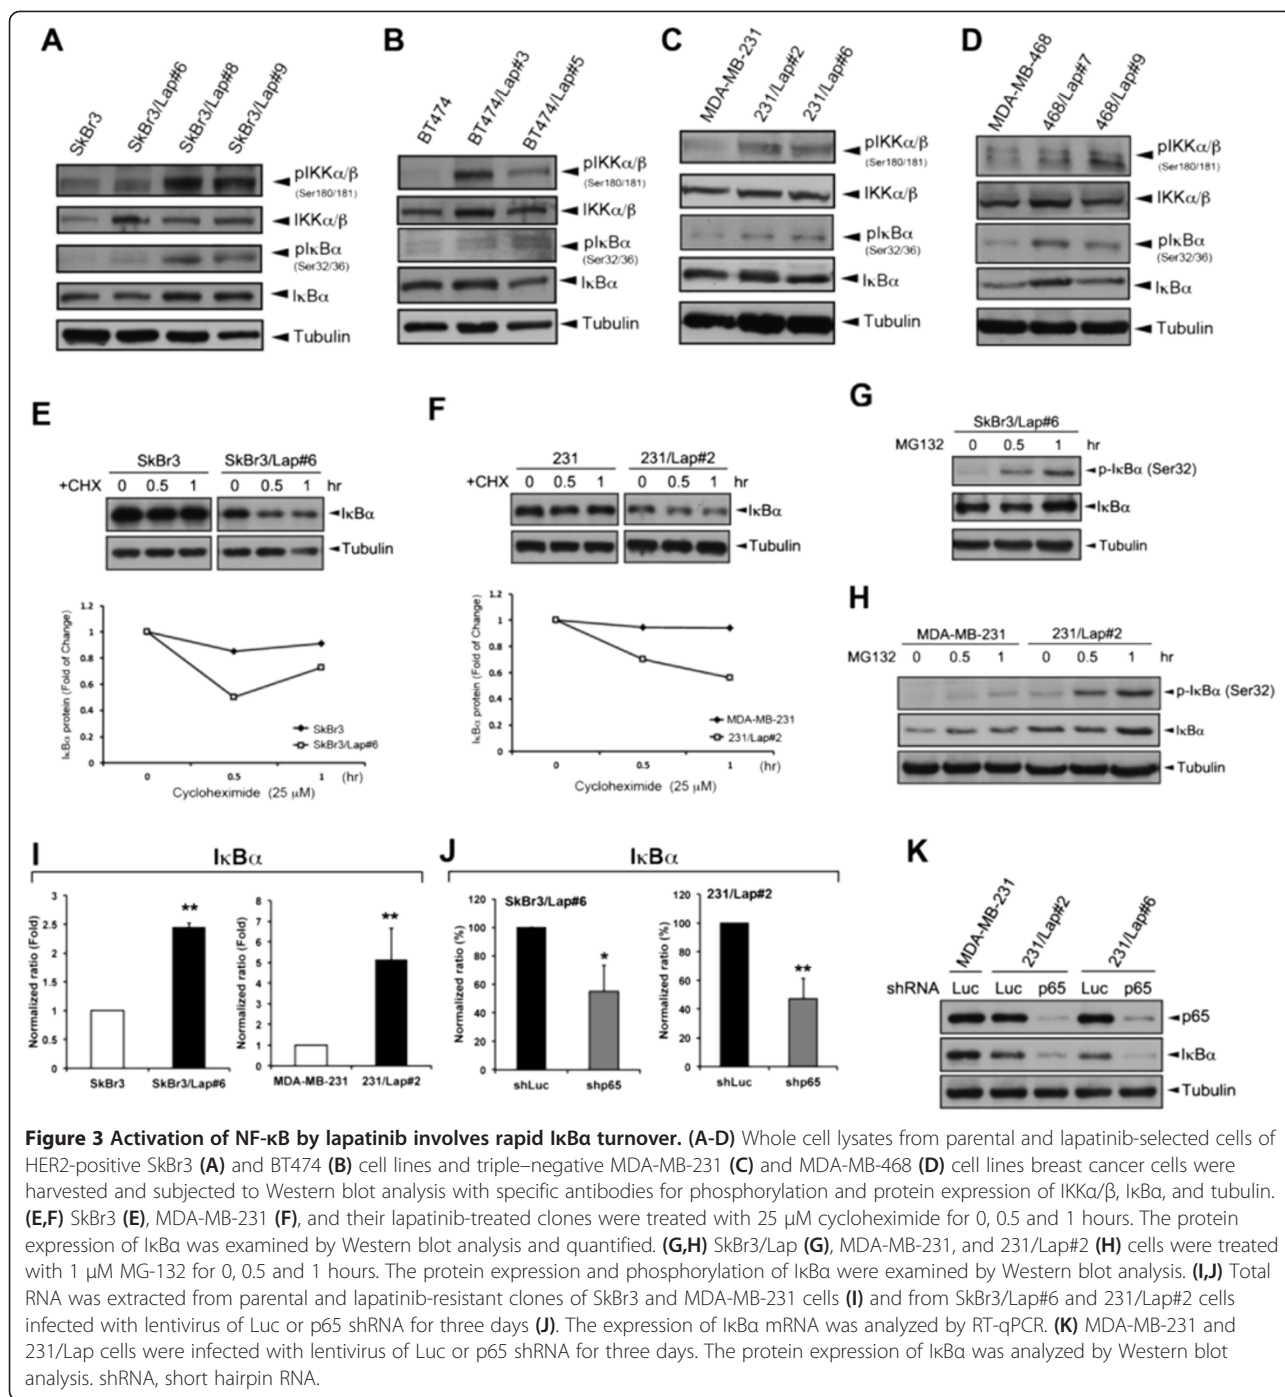 A
SkBr3
SkBr3/Lap#6
SkBr3/Lap#8
SkBr3/Lap#9
pIKKα/β
(Ser180/181)
IKKα/β
pIκBα
(Ser32/36)
IκBα
Tubulin
B
BT474
BT474/Lap#3
BT474/Lap#5
pIKKα/β
(Ser180/181)
IKKα/β
pIκBα
(Ser32/36)
IκBα
Tubulin
C
MDA-MB-231
231/Lap#2
231/Lap#6
pIKKα/β
(Ser180/181)
IKKα/β
pIκBα
(Ser32/36)
IκBα
Tubulin
D
MDA-MB-468
468/Lap#7
468/Lap#9
pIKKα/β
(Ser180/181)
IKKα/β
pIκBα
(Ser32/36)
IκBα
Tubulin
E
SkBr3 SkBr3/Lap#6
+CHX 0 0.5 1 0 0.5 1 hr
IκBα
Tubulin
IκBα protein (Fold of Change)
1.2
1
0.8
0.6
0.4
0.2
0
SkBr3
SkBr3/Lap#6
0 0.5 1 (hr)
Cycloheximide (25 µM)
F
231 231/Lap#2
+CHX 0 0.5 1 0 0.5 1 hr
IκBα
Tubulin
IκBα protein (Fold of Change)
1.2
1
0.8
0.6
0.4
0.2
0
MDA-MB-231
231/Lap#2
0 0.5 1 (hr)
Cycloheximide (25 µM)
G
SkBr3/Lap#6
MG132 0 0.5 1 hr
p-IκBα (Ser32)
IκBα
Tubulin
H
MDA-MB-231 231/Lap#2
MG132 0 0.5 1 0 0.5 1 hr
p-IκBα (Ser32)
IκBα
Tubulin
I
IκBα
Normalized ratio (Fold)
3
2.5
2
1.5
1
0.5
0
**
SkBr3 SkBr3/Lap#6
Normalized ratio (Fold)
8
7
6
5
4
3
2
1
0
**
MDA-MB-231 231/Lap#2
J
IκBα
SkBr3/Lap#6
Normalized ratio (%)
120
100
80
60
40
20
0
*
shLuc shp65
231/Lap#2
Normalized ratio (%)
120
100
80
60
40
20
0
**
shLuc shp65
K
MDA-MB-231
231/Lap#2
231/Lap#6
shRNA Luc Luc p65 Luc p65
p65
IκBα
Tubulin
Figure 3 Activation of NF-κB by lapatinib involves rapid IκBα turnover. (A-D) Whole cell lysates from parental and lapatinib-selected cells of
HER2-positive SkBr3 (A) and BT474 (B) cell lines and triple–negative MDA-MB-231 (C) and MDA-MB-468 (D) cell lines breast cancer cells were
harvested and subjected to Western blot analysis with specific antibodies for phosphorylation and protein expression of IKKα/β, IκBα, and tubulin.
(E,F) SkBr3 (E), MDA-MB-231 (F), and their lapatinib-treated clones were treated with 25 µM cycloheximide for 0, 0.5 and 1 hours. The protein
expression of IκBα was examined by Western blot analysis and quantified. (G,H) SkBr3/Lap (G), MDA-MB-231, and 231/Lap#2 (H) cells were treated
with 1 µM MG-132 for 0, 0.5 and 1 hours. The protein expression and phosphorylation of IκBα were examined by Western blot analysis. (I,J) Total
RNA was extracted from parental and lapatinib-resistant clones of SkBr3 and MDA-MB-231 cells (I) and from SkBr3/Lap#6 and 231/Lap#2 cells
infected with lentivirus of Luc or p65 shRNA for three days (J). The expression of IκBα mRNA was analyzed by RT-qPCR. (K) MDA-MB-231 and
231/Lap cells were infected with lentivirus of Luc or p65 shRNA for three days. The protein expression of IκBα was analyzed by Western blot
analysis. shRNA, short hairpin RNA.